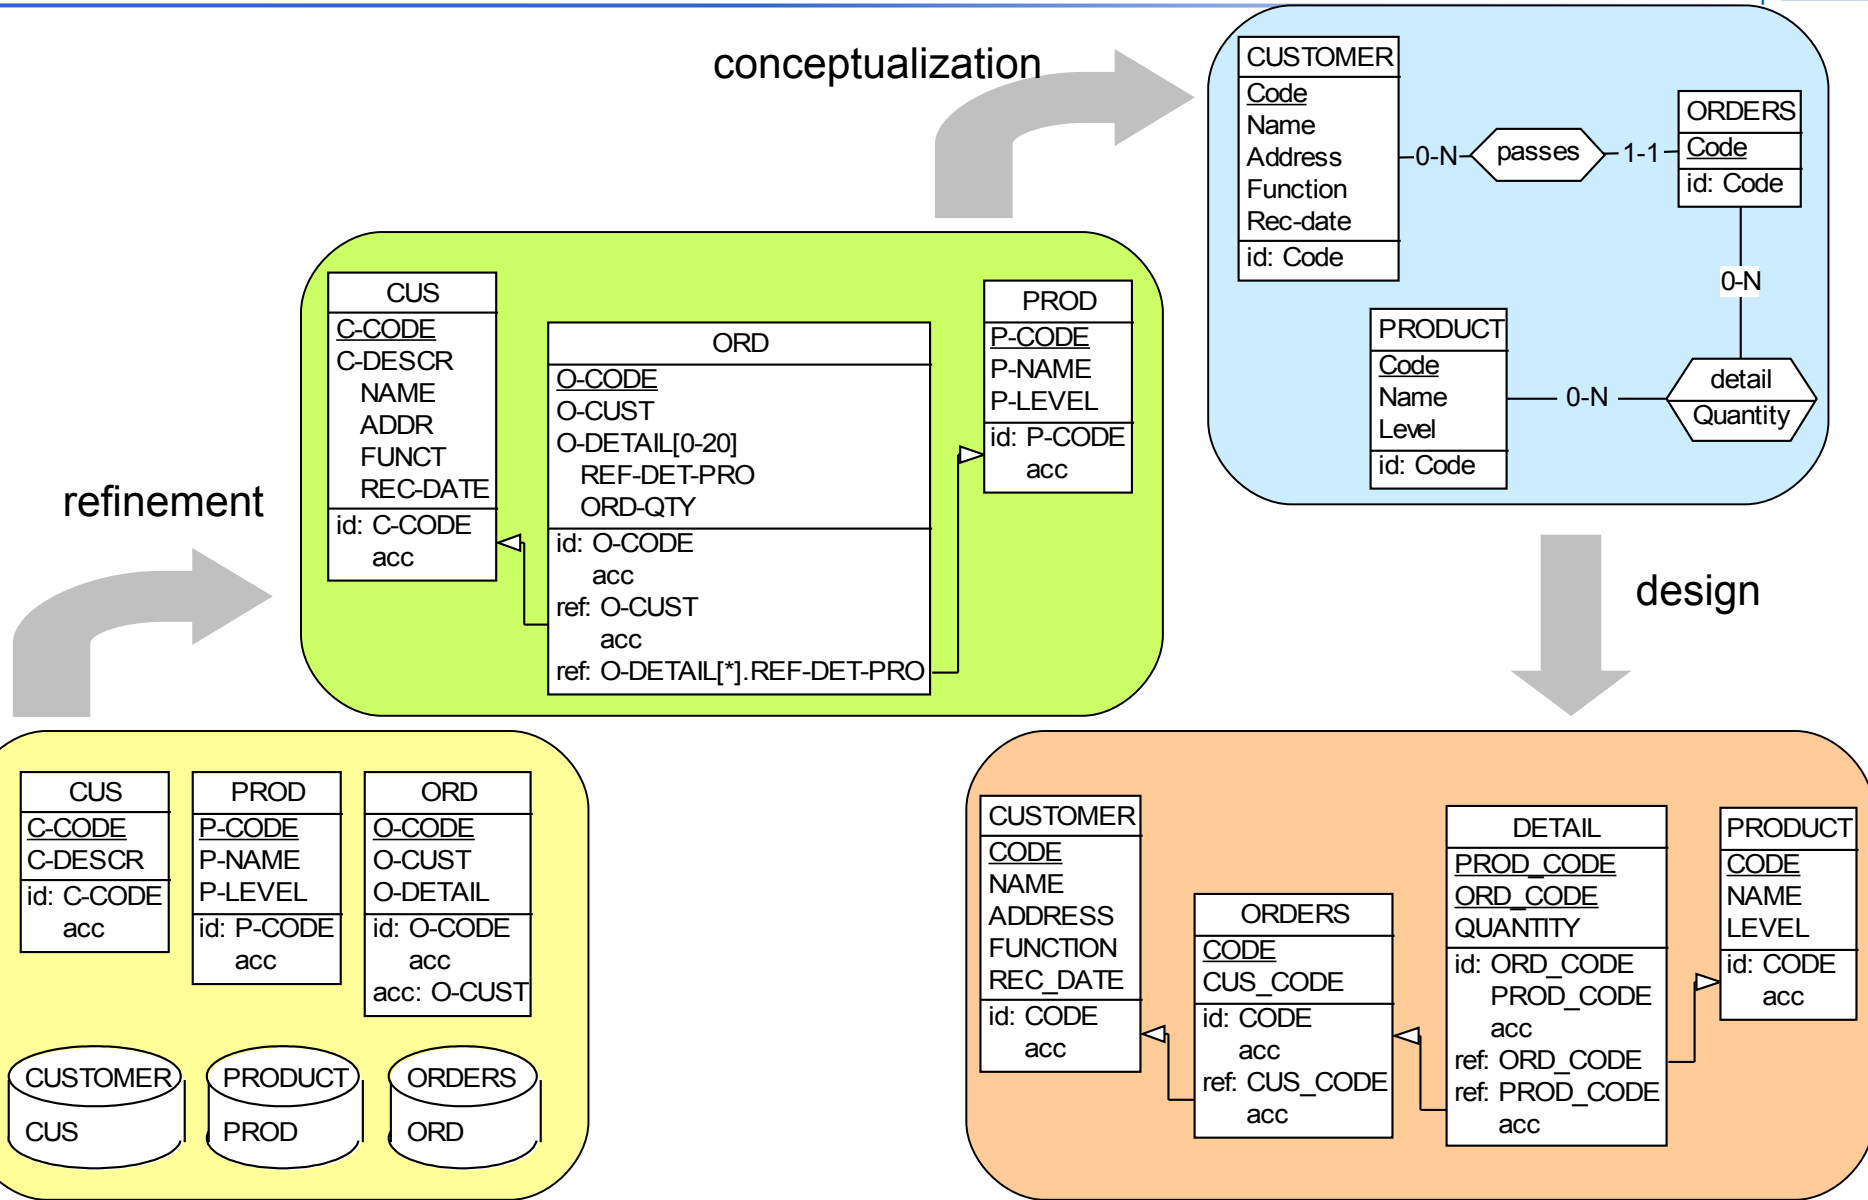 conceptualization
CUSTOMER
Code
Name
Address
Function
Rec-date
id: Code
0-N
passes
1-1
ORDERS
Code
id: Code
0-N
PRODUCT
Code
Name
Level
id: Code
0-N
detail
Quantity
refinement
CUS
C-CODE
C-DESCR
NAME
ADDR
FUNCT
REC-DATE
id: C-CODE
acc
ORD
O-CODE
O-CUST
O-DETAIL[0-20]
REF-DET-PRO
ORD-QTY
id: O-CODE
acc
ref: O-CUST
acc
ref: O-DETAIL[*].REF-DET-PRO
PROD
P-CODE
P-NAME
P-LEVEL
id: P-CODE
acc
design
CUS
C-CODE
C-DESCR
id: C-CODE
acc
PROD
P-CODE
P-NAME
P-LEVEL
id: P-CODE
acc
ORD
O-CODE
O-CUST
O-DETAIL
id: O-CODE
acc
acc: O-CUST
CUSTOMER
CUS
PRODUCT
PROD
ORDERS
ORD
CUSTOMER
CODE
NAME
ADDRESS
FUNCTION
REC_DATE
id: CODE
acc
ORDERS
CODE
CUS_CODE
id: CODE
acc
ref: CUS_CODE
acc
DETAIL
PROD_CODE
ORD_CODE
QUANTITY
id: ORD_CODE
PROD_CODE
acc
ref: ORD_CODE
ref: PROD_CODE
acc
PRODUCT
CODE
NAME
LEVEL
id: CODE
acc